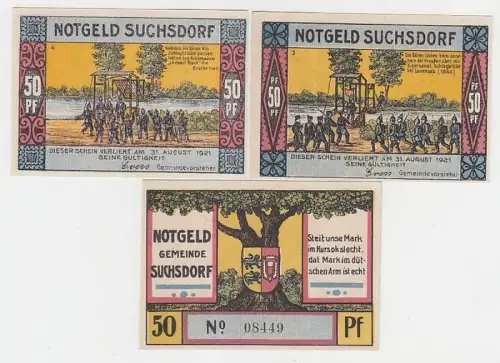 NOTGELD SUCHSDORF
4
50
PF
50
PF
DIESER SCHEIN VERLIERT AM 31. AUGUST 1921
SEINE GÜLTIGKEIT
Gemeindevorsteher
NOTGELD SUCHSDORF
3
PF
50
50
PF
DIESER SCHEIN VERLIERT AM 31. AUGUST 1921
SEINE GÜLTIGKEIT
Gemeindevorsteher
NOTGELD
GEMEINDE
SUCHSDORF
Steit unse Mark
im Kurs ok slecht,
dat Mark im düt-
schen Arm is echt
50
Nº 08449
Pf